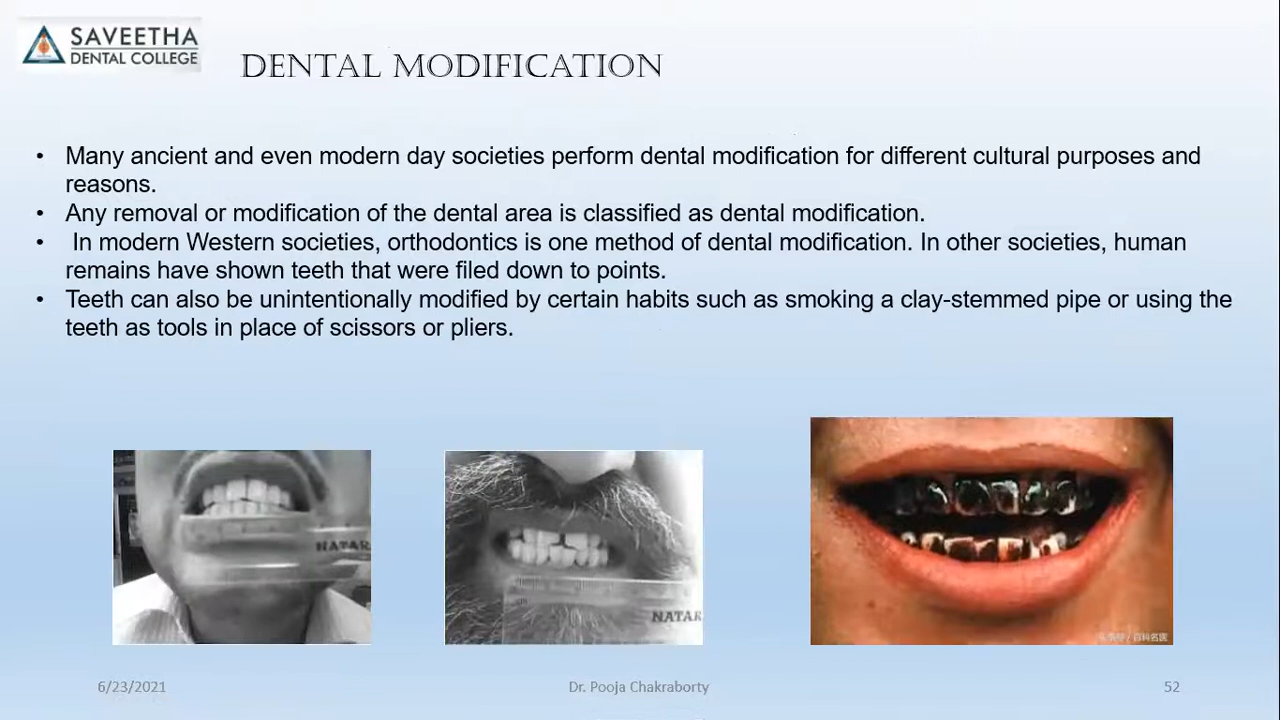 SAVEETHA
DENTAL COLLEGE
DENTAL MODIFICATION
• Many ancient and even modern day societies perform dental modification for different cultural purposes and
reasons.
• Any removal or modification of the dental area is classified as dental modification.
• In modern Western societies, orthodontics is one method of dental modification. In other societies, human
remains have shown teeth that were filed down to points.
• Teeth can also be unintentionally modified by certain habits such as smoking a clay-stemmed pipe or using the
teeth as tools in place of scissors or pliers.
NATAR
NATAR
6/23/2021
Dr. Pooja Chakraborty
52